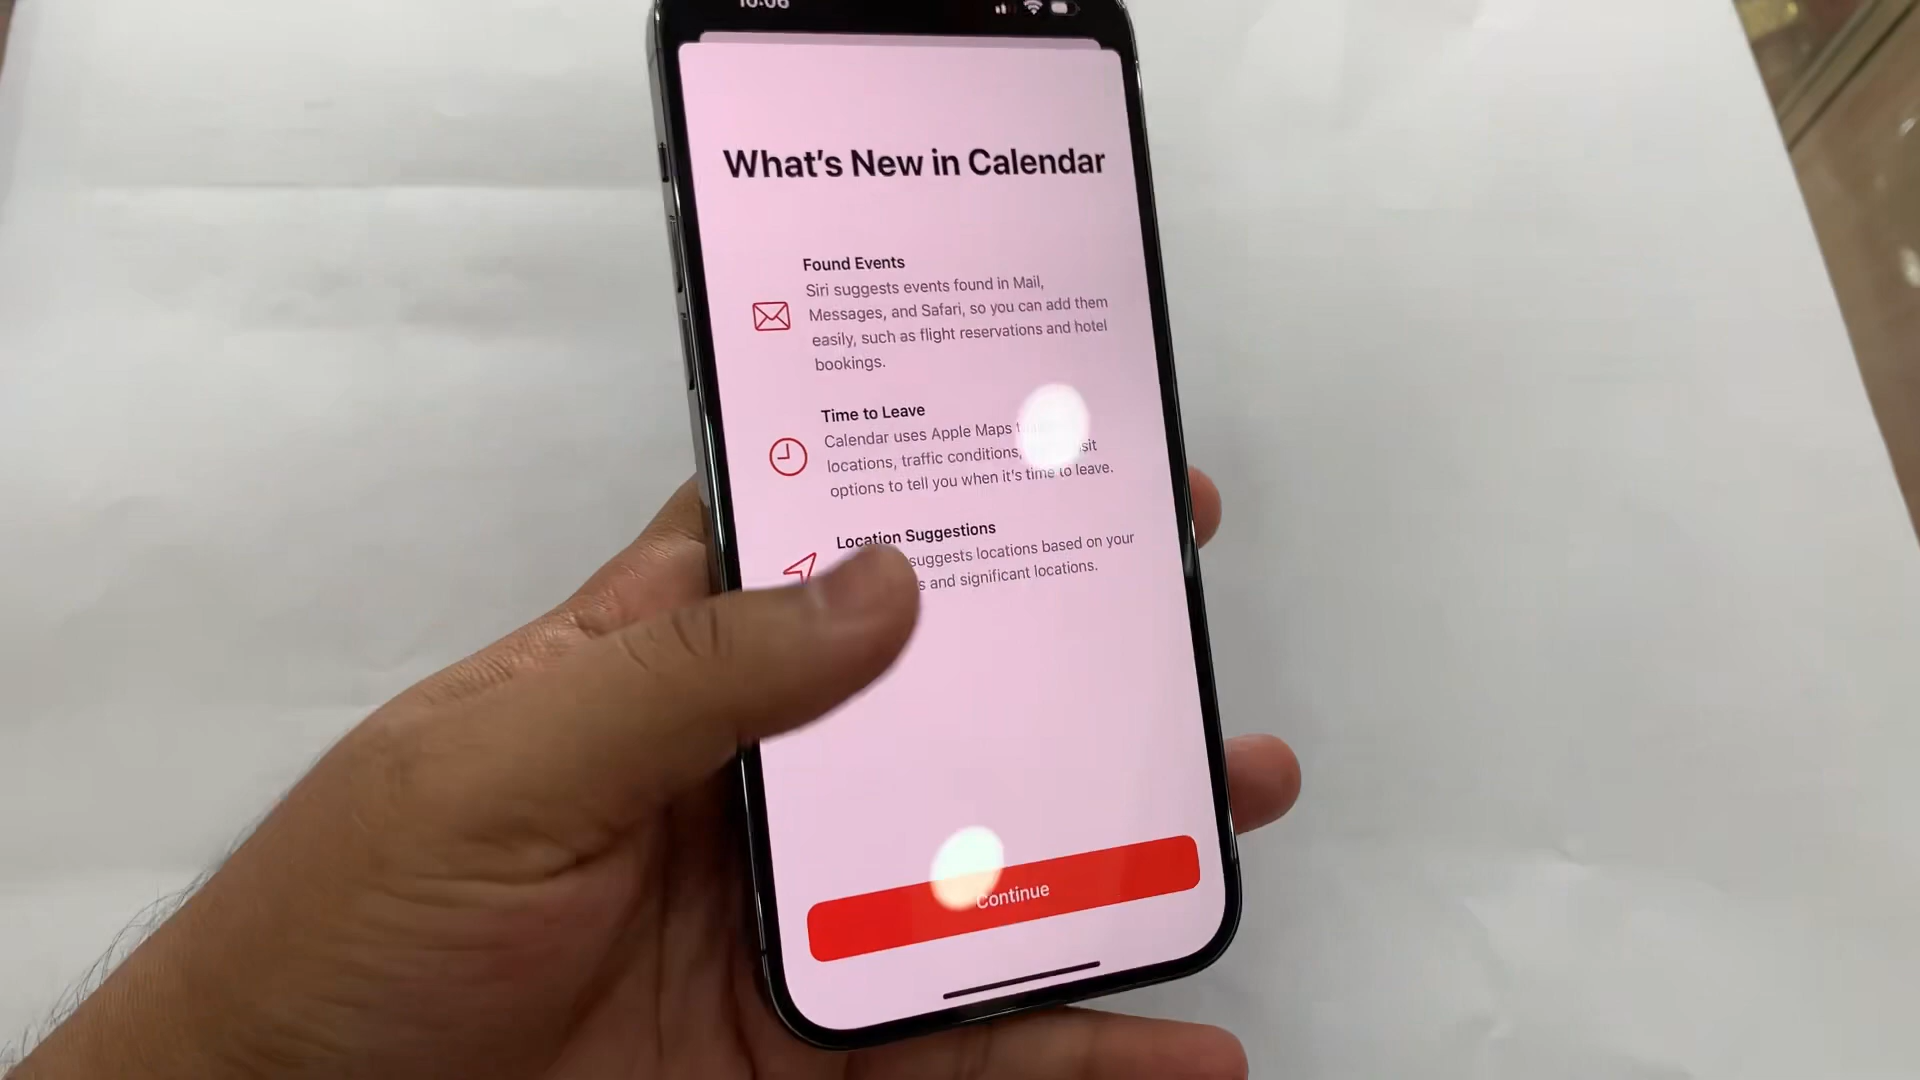 10:06
What's New in Calendar
Found Events
Siri suggests events found in Mail,
Messages, and Safari, so you can add them
easily, such as flight reservations and hotel
bookings.
Time to Leave
Calendar uses Apple Maps
locations, traffic conditions,
options to tell you when it's time to leave.
Location Suggestions
suggests locations based on your
and significant locations.
Continue